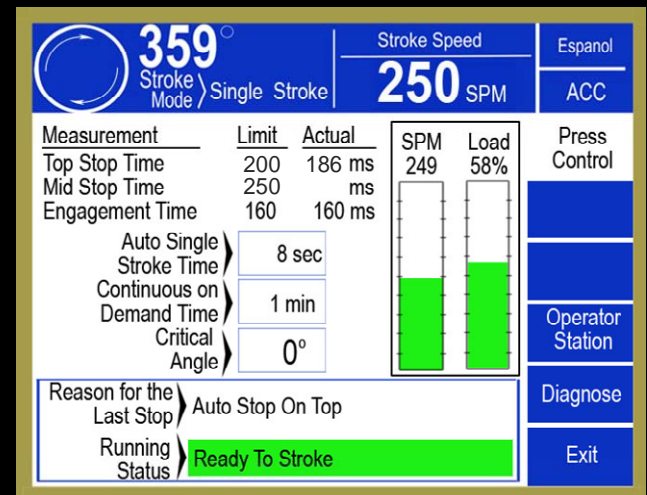 359°
Stroke Mode Single Stroke
Stroke Speed
250 SPM
Espanol
ACC
Measurement Limit Actual
Top Stop Time 200 186 ms
Mid Stop Time 250 ms
Engagement Time 160 160 ms
Auto Single
Stroke Time
8 sec
Continuous on
Demand Time
1 min
Critical
Angle
0°
SPM Load
249 58%
Press
Control
Operator
Station
Diagnose
Exit
Reason for the
Last Stop
Auto Stop On Top
Running
Status
Ready To Stroke